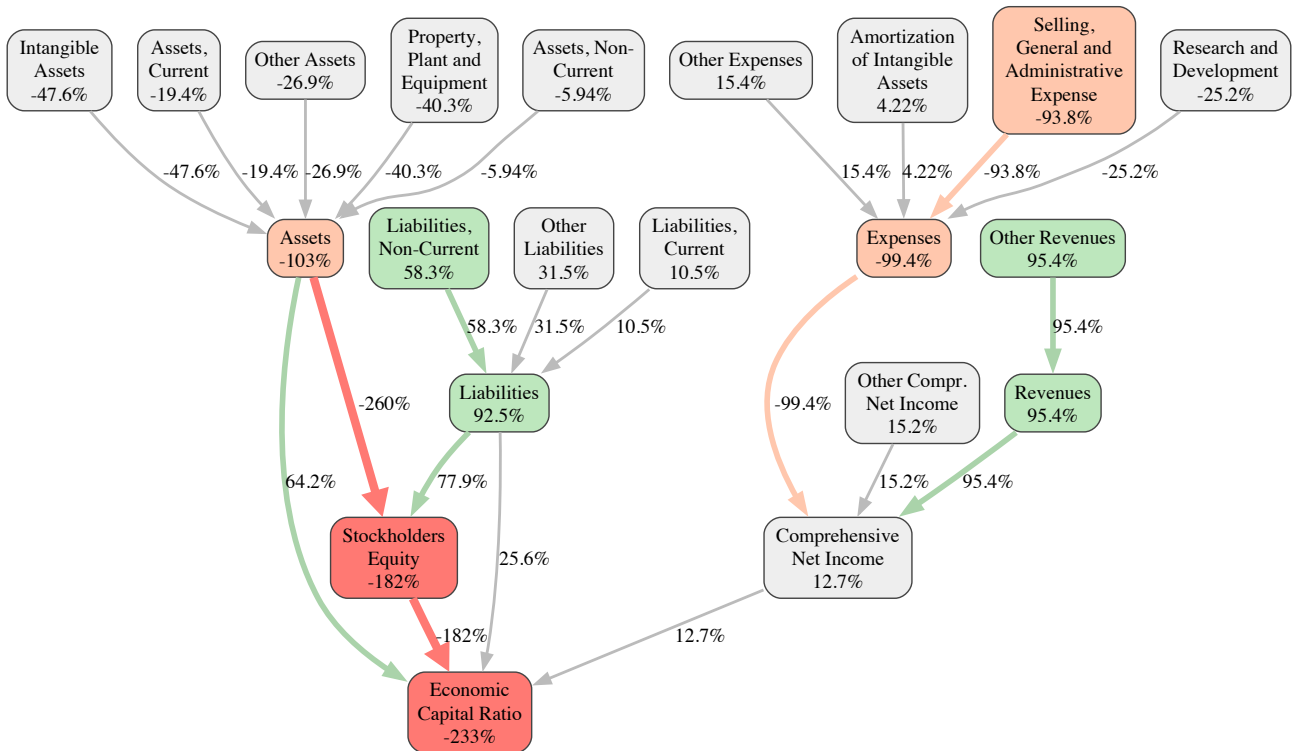 Intangible
Assets
-47.6%
Assets,
Current
-19.4%
Other Assets
-26.9%
Property,
Plant and
Equipment
-40.3%
Assets, Non-
Current
-5.94%
Other Expenses
15.4%
Amortization
of Intangible
Assets
4.22%
Selling,
General and
Administrative
Expense
-93.8%
Research and
Development
-25.2%
-47.6%
-19.4%
-26.9%
-40.3%
-5.94%
15.4%
4.22%
-93.8%
-25.2%
Assets
-103%
Liabilities,
Non-Current
58.3%
Other
Liabilities
31.5%
Liabilities,
Current
10.5%
Expenses
-99.4%
Other Revenues
95.4%
58.3%
31.5%
10.5%
95.4%
Liabilities
92.5%
Other Compr.
Net Income
15.2%
Revenues
95.4%
-260%
-99.4%
64.2%
77.9%
15.2%
95.4%
Stockholders
Equity
-182%
25.6%
Comprehensive
Net Income
12.7%
-182%
12.7%
Economic
Capital Ratio
-233%